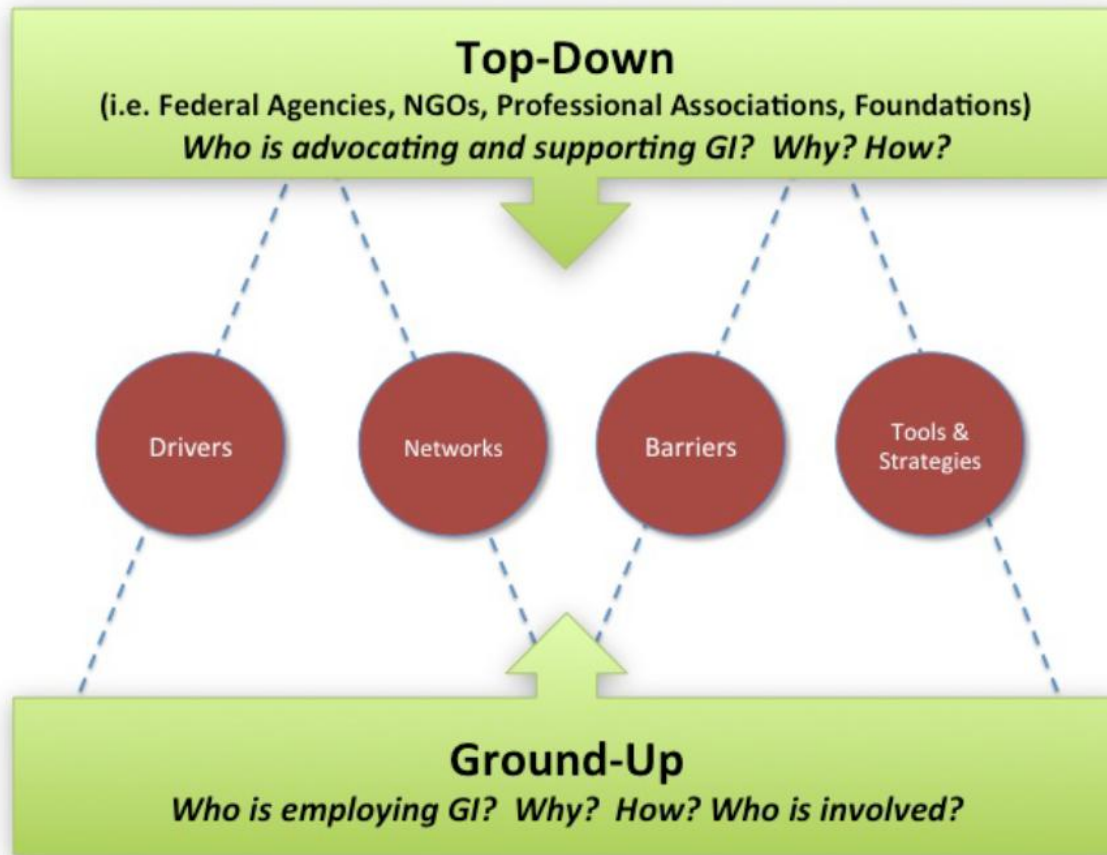 Top-Down
(i.e. Federal Agencies, NGOs, Professional Associations, Foundations)
Who is advocating and supporting GI?  Why? How?
Drivers
Networks
Barriers
Tools &
Strategies
Ground-Up
Who is employing GI?  Why?  How? Who is involved?